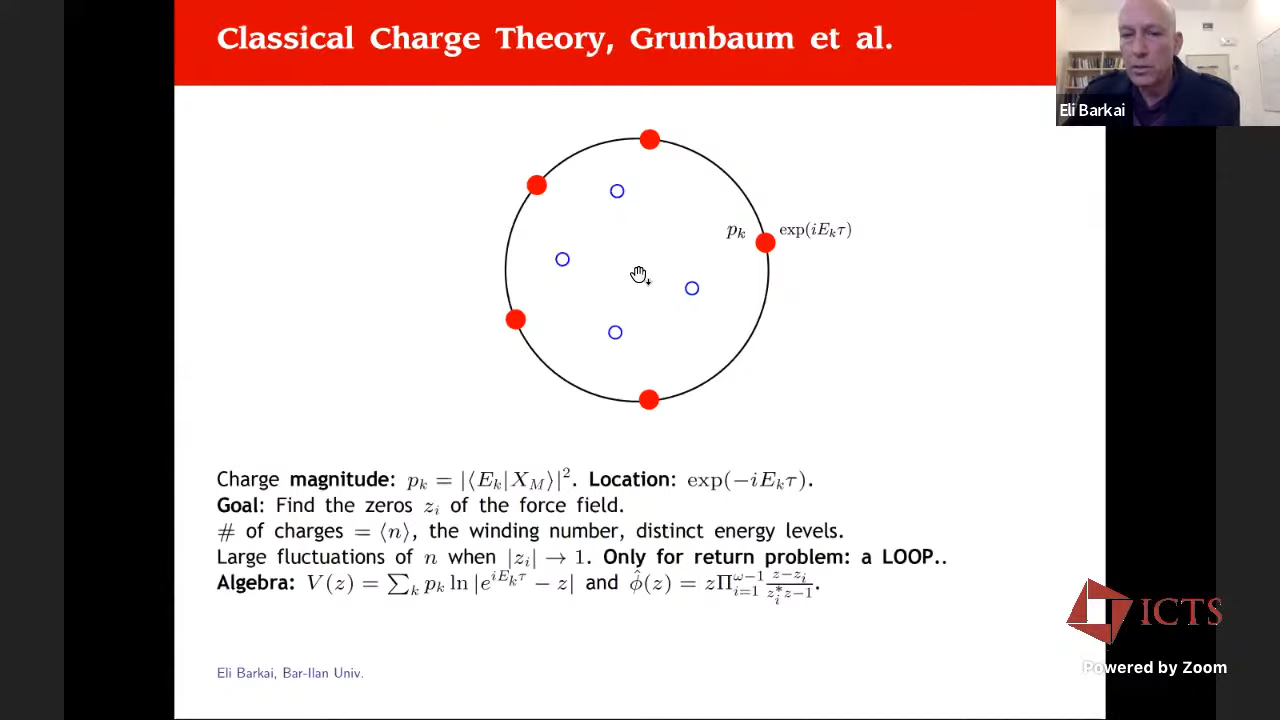 Classical Charge Theory, Grunbaum et al.
Eli Barkai
p_k exp(iE_kτ)
Charge magnitude: p_k = |⟨E_k|X_M⟩|². Location: exp(−iE_kτ).
Goal: Find the zeros z_i of the force field.
# of charges = ⟨n⟩, the winding number, distinct energy levels.
Large fluctuations of n when |z_i| → 1. Only for return problem: a LOOP..
Algebra: V(z) = ∑_k p_k ln |e^{iE_kτ} − z| and \hat{ϕ}(z) = zΠ_{i=1}^{ω−1} \frac{z−z_i}{z_i^*z−1}.
ICTS
Powered by Zoom
Eli Barkai, Bar-Ilan Univ.